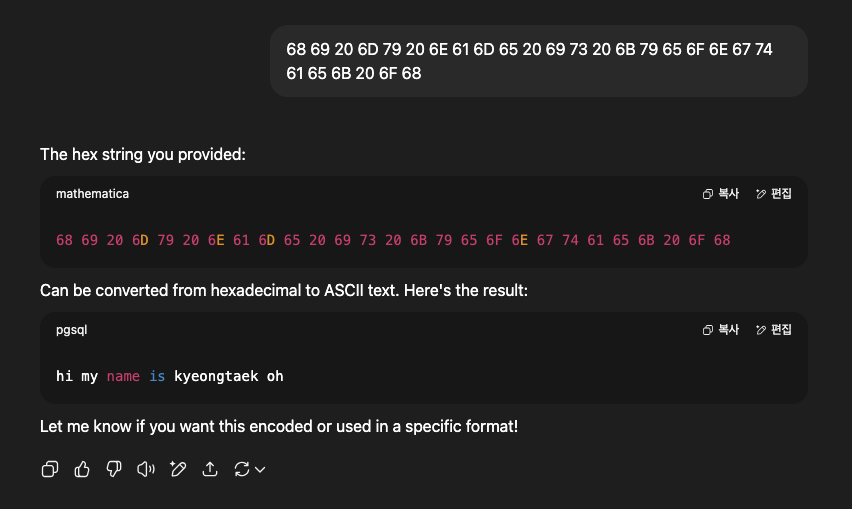 68 69 20 6D 79 20 6E 61 6D 65 20 69 73 20 6B 79 65 6F 6E 67 74
61 65 6B 20 6F 68
The hex string you provided:
mathematica 복사 편집
68 69 20 6D 79 20 6E 61 6D 65 20 69 73 20 6B 79 65 6F 6E 67 74 61 65 6B 20 6F 68
Can be converted from hexadecimal to ASCII text. Here's the result:
pgsql 복사 편집
hi my name is kyeongtaek oh
Let me know if you want this encoded or used in a specific format!